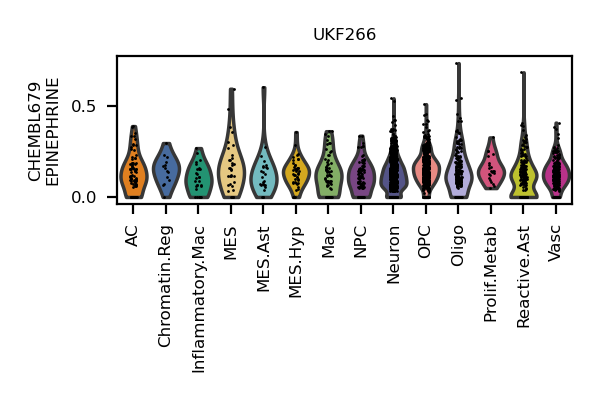 UKF266
CHEMBL679
EPINEPHRINE
0.5
0.0
AC
Chromatin.Reg
Inflammatory.Mac
MES
MES.Ast
MES.Hyp
Mac
NPC
Neuron
OPC
Oligo
Prolif.Metab
Reactive.Ast
Vasc